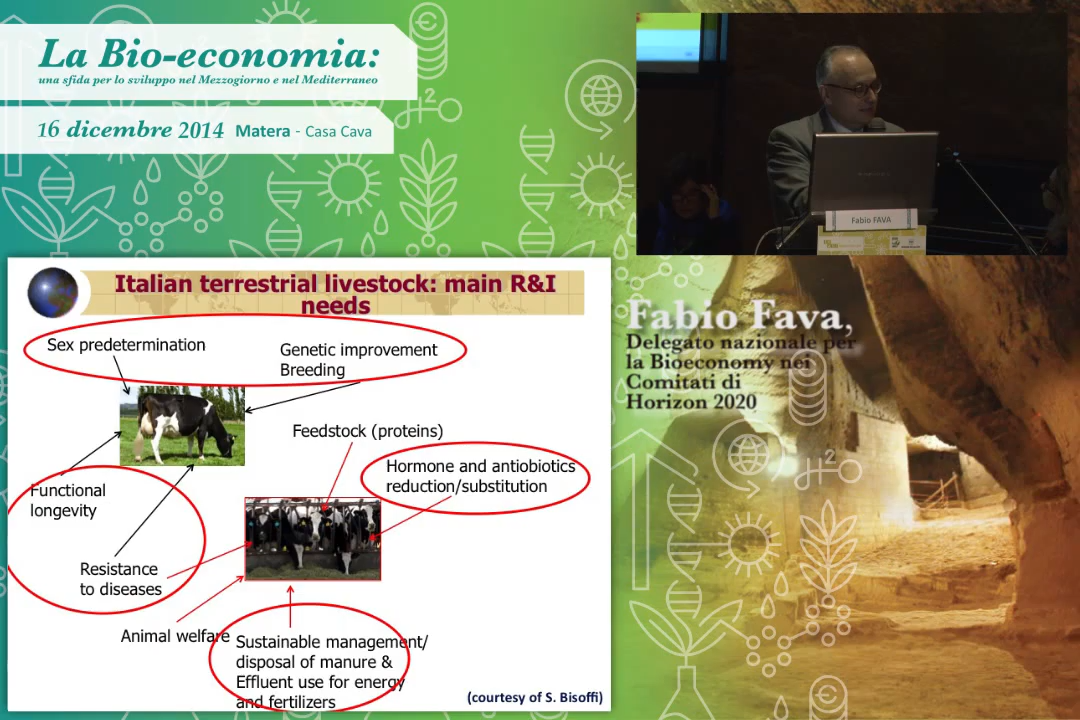 La Bio-economia:
una sfida per lo sviluppo nel Mezzogiorno e nel Mediterraneo
16 dicembre 2014 Matera - Casa Cava
Fabio FAVA
Fabio Fava,
Delegato nazionale per
la Bioeconomy nei
Comitati di
Horizon 2020
Italian terrestrial livestock: main R&I
needs
Sex predetermination
Genetic improvement
Breeding
Feedstock (proteins)
Hormone and antiobiotics
reduction/substitution
Functional
longevity
Resistance
to diseases
Animal welfare
Sustainable management/
disposal of manure &
Effluent use for energy
and fertilizers
(courtesy of S. Bisoffi)